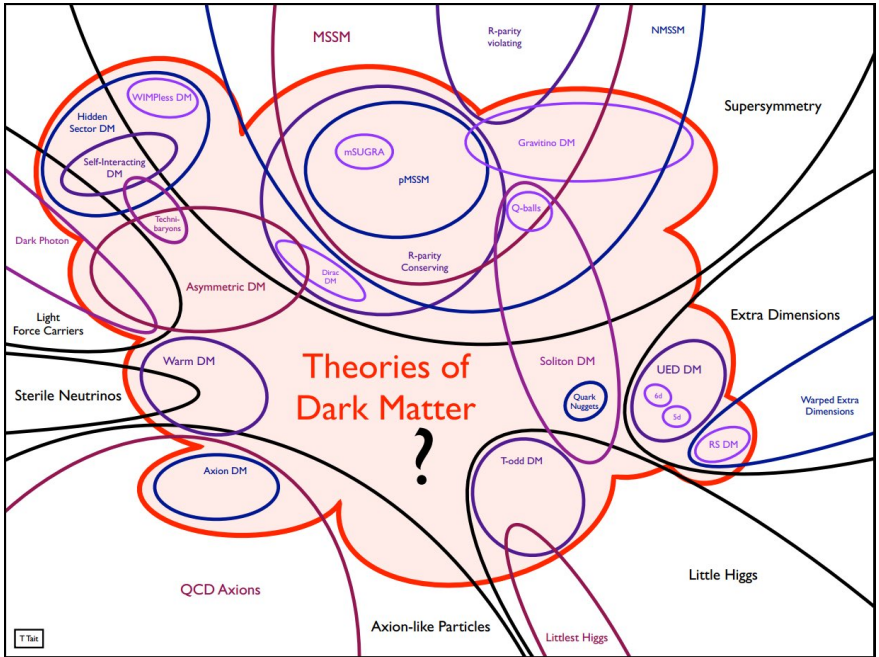 MSSM
R-parity
violating
NMSSM
Supersymmetry
WIMPless DM
Hidden
Sector DM
Self-Interacting
DM
mSUGRA
pMSSM
Gravitino DM
Q-balls
Techni-
baryons
Dark Photon
R-parity
Conserving
Dirac
DM
Asymmetric DM
Light
Force Carriers
Extra Dimensions
Warm DM
Theories of
Dark Matter
?
Soliton DM
UED DM
6d
5d
Quark
Nuggets
Sterile Neutrinos
Warped Extra
Dimensions
RS DM
Axion DM
T-odd DM
Little Higgs
QCD Axions
Axion-like Particles
Littlest Higgs
T Tait